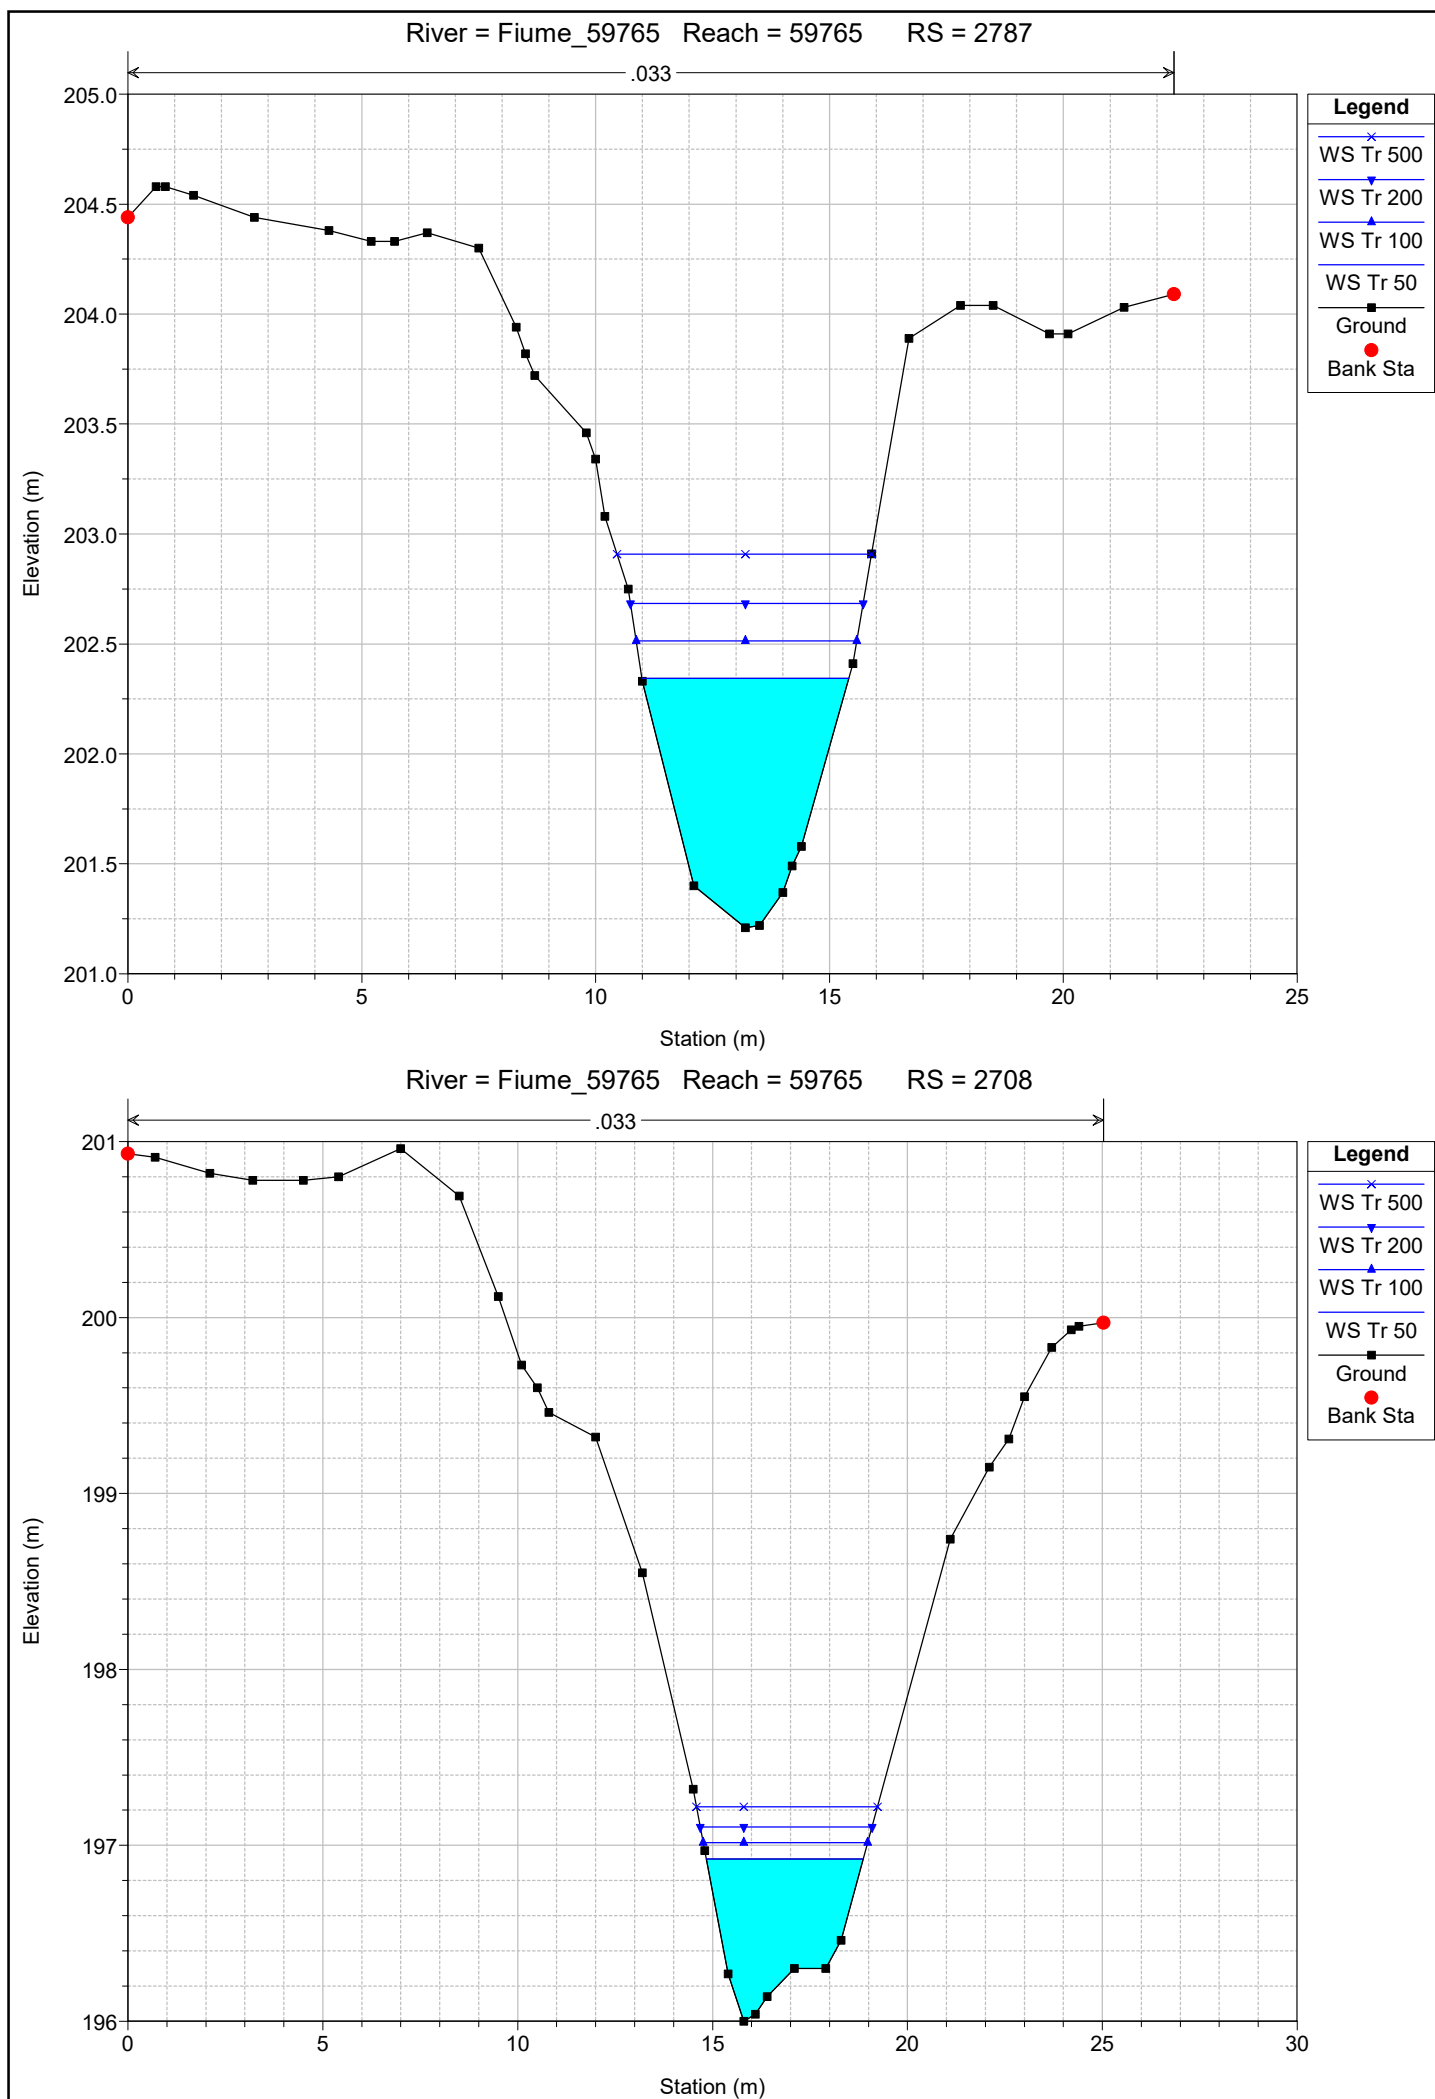 River = Fiume_59765 Reach = 59765 RS = 2787
.033
205.0
204.5
204.0
203.5
203.0
202.5
202.0
201.5
201.0
Elevation (m)
0 5 10 15 20 25
Station (m)
Legend
WS Tr 500
WS Tr 200
WS Tr 100
WS Tr 50
Ground
Bank Sta
River = Fiume_59765 Reach = 59765 RS = 2708
.033
201
200
199
198
197
196
Elevation (m)
0 5 10 15 20 25 30
Station (m)
Legend
WS Tr 500
WS Tr 200
WS Tr 100
WS Tr 50
Ground
Bank Sta